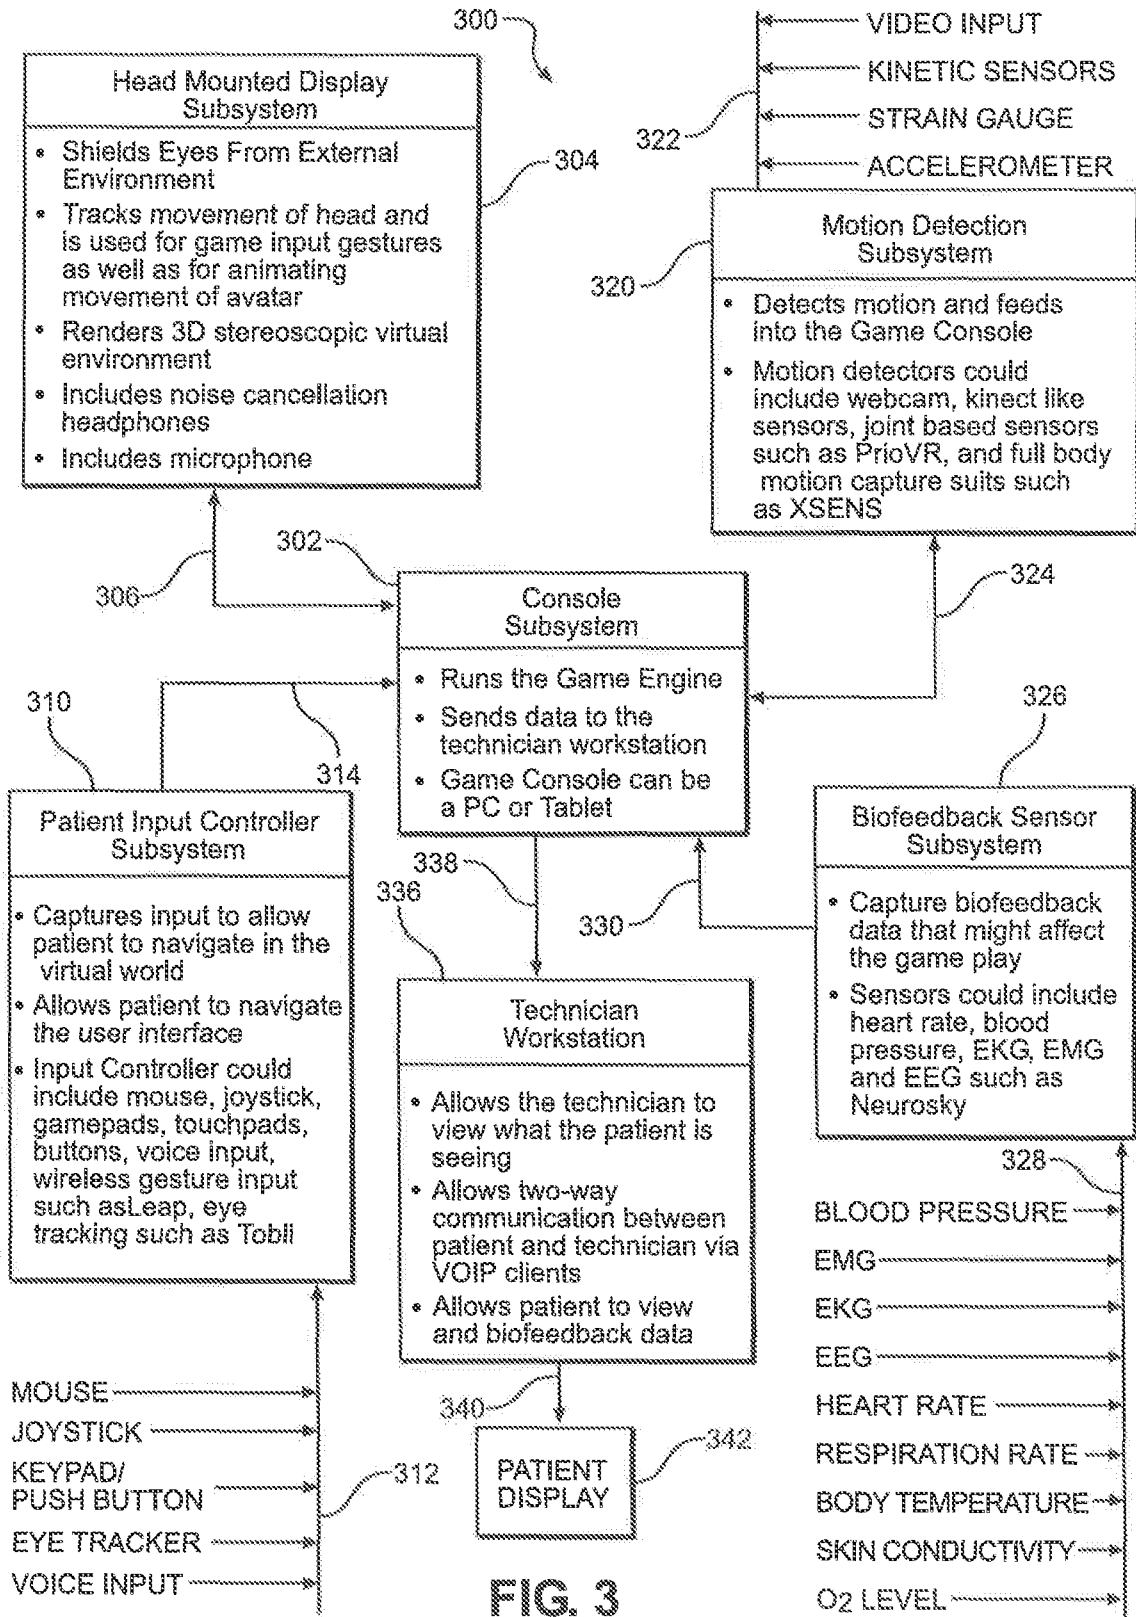 300
Head Mounted Display
Subsystem
• Shields Eyes From External
Environment
• Tracks movement of head and
is used for game input gestures
as well as for animating
movement of avatar
• Renders 3D stereoscopic virtual
environment
• Includes noise cancellation
headphones
• Includes microphone
304
306
VIDEO INPUT
KINETIC SENSORS
STRAIN GAUGE
ACCELEROMETER
322
320
Motion Detection
Subsystem
• Detects motion and feeds
into the Game Console
• Motion detectors could
include webcam, kinect like
sensors, joint based sensors
such as PrioVR, and full body
motion capture suits such
as XSENS
324
302
Console
Subsystem
• Runs the Game Engine
• Sends data to the
technician workstation
• Game Console can be
a PC or Tablet
310
314
Patient Input Controller
Subsystem
• Captures input to allow
patient to navigate in the
virtual world
• Allows patient to navigate
the user interface
• Input Controller could
include mouse, joystick,
gamepads, touchpads,
buttons, voice input,
wireless gesture input
such asLeap, eye
tracking such as Tobli
MOUSE
JOYSTICK
KEYPAD/
PUSH BUTTON
EYE TRACKER
VOICE INPUT
312
338
336
330
Technician
Workstation
• Allows the technician to
view what the patient is
seeing
• Allows two-way
communication between
patient and technician via
VOIP clients
• Allows patient to view
and biofeedback data
340
342
PATIENT
DISPLAY
326
Biofeedback Sensor
Subsystem
• Capture biofeedback
data that might affect
the game play
• Sensors could include
heart rate, blood
pressure, EKG, EMG
and EEG such as
Neurosky
328
BLOOD PRESSURE
EMG
EKG
EEG
HEART RATE
RESPIRATION RATE
BODY TEMPERATURE
SKIN CONDUCTIVITY
O2 LEVEL
FIG. 3